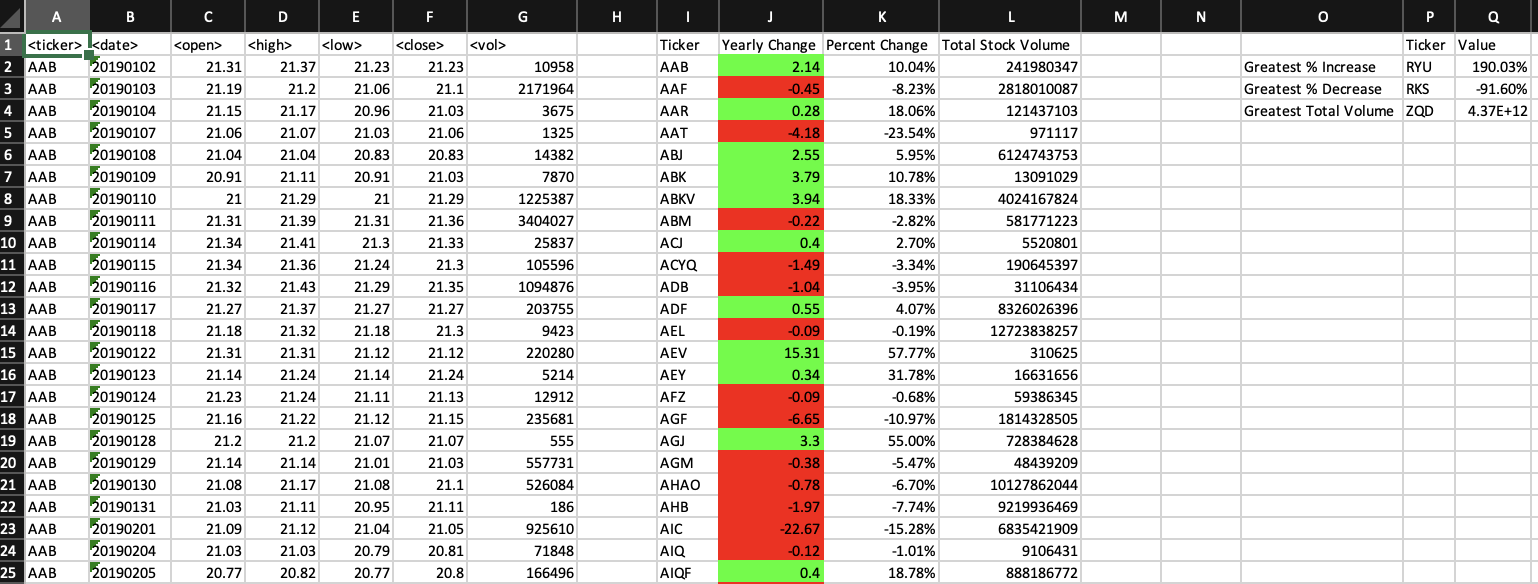 A B C D E F G H I J K L M N O P Q
1 <ticker> <date> <open> <high> <low> <close> <vol> Ticker Yearly Change Percent Change Total Stock Volume Ticker Value
2 AAB 20190102 21.31 21.37 21.23 21.23 10958 AAB 2.14 10.04% 241980347 Greatest % Increase RYU 190.03%
3 AAB 20190103 21.19 21.2 21.06 21.1 2171964 AAF -0.45 -8.23% 2818010087 Greatest % Decrease RKS -91.60%
4 AAB 20190104 21.15 21.17 20.96 21.03 3675 AAR 0.28 18.06% 121437103 Greatest Total Volume ZQD 4.37E+12
5 AAB 20190107 21.06 21.07 21.03 21.06 1325 AAT -4.18 -23.54% 971117
6 AAB 20190108 21.04 21.04 20.83 20.83 14382 ABJ 2.55 5.95% 6124743753
7 AAB 20190109 20.91 21.11 20.91 21.03 7870 ABK 3.79 10.78% 13091029
8 AAB 20190110 21 21.29 21 21.29 1225387 ABKV 3.94 18.33% 4024167824
9 AAB 20190111 21.31 21.39 21.31 21.36 3404027 ABM -0.22 -2.82% 581771223
10 AAB 20190114 21.34 21.41 21.3 21.33 25837 ACJ 0.4 2.70% 5520801
11 AAB 20190115 21.34 21.36 21.24 21.3 105596 ACYQ -1.49 -3.34% 190645397
12 AAB 20190116 21.32 21.43 21.29 21.35 1094876 ADB -1.04 -3.95% 31106434
13 AAB 20190117 21.27 21.37 21.27 21.27 203755 ADF 0.55 4.07% 8326026396
14 AAB 20190118 21.18 21.32 21.18 21.3 9423 AEL -0.09 -0.19% 12723838257
15 AAB 20190122 21.31 21.31 21.12 21.12 220280 AEV 15.31 57.77% 310625
16 AAB 20190123 21.14 21.24 21.14 21.24 5214 AEY 0.34 31.78% 16631656
17 AAB 20190124 21.23 21.24 21.11 21.13 12912 AFZ -0.09 -0.68% 59386345
18 AAB 20190125 21.16 21.22 21.12 21.15 235681 AGF -6.65 -10.97% 1814328505
19 AAB 20190128 21.2 21.2 21.07 21.07 555 AGJ 3.3 55.00% 728384628
20 AAB 20190129 21.14 21.14 21.01 21.03 557731 AGM -0.38 -5.47% 48439209
21 AAB 20190130 21.08 21.17 21.08 21.1 526084 AHAO -0.78 -6.70% 10127862044
22 AAB 20190131 21.03 21.11 20.95 21.11 186 AHB -1.97 -7.74% 9219936469
23 AAB 20190201 21.09 21.12 21.04 21.05 925610 AIC -22.67 -15.28% 6835421909
24 AAB 20190204 21.03 21.03 20.79 20.81 71848 AIQ -0.12 -1.01% 9106431
25 AAB 20190205 20.77 20.82 20.77 20.8 166496 AIQF 0.4 18.78% 888186772